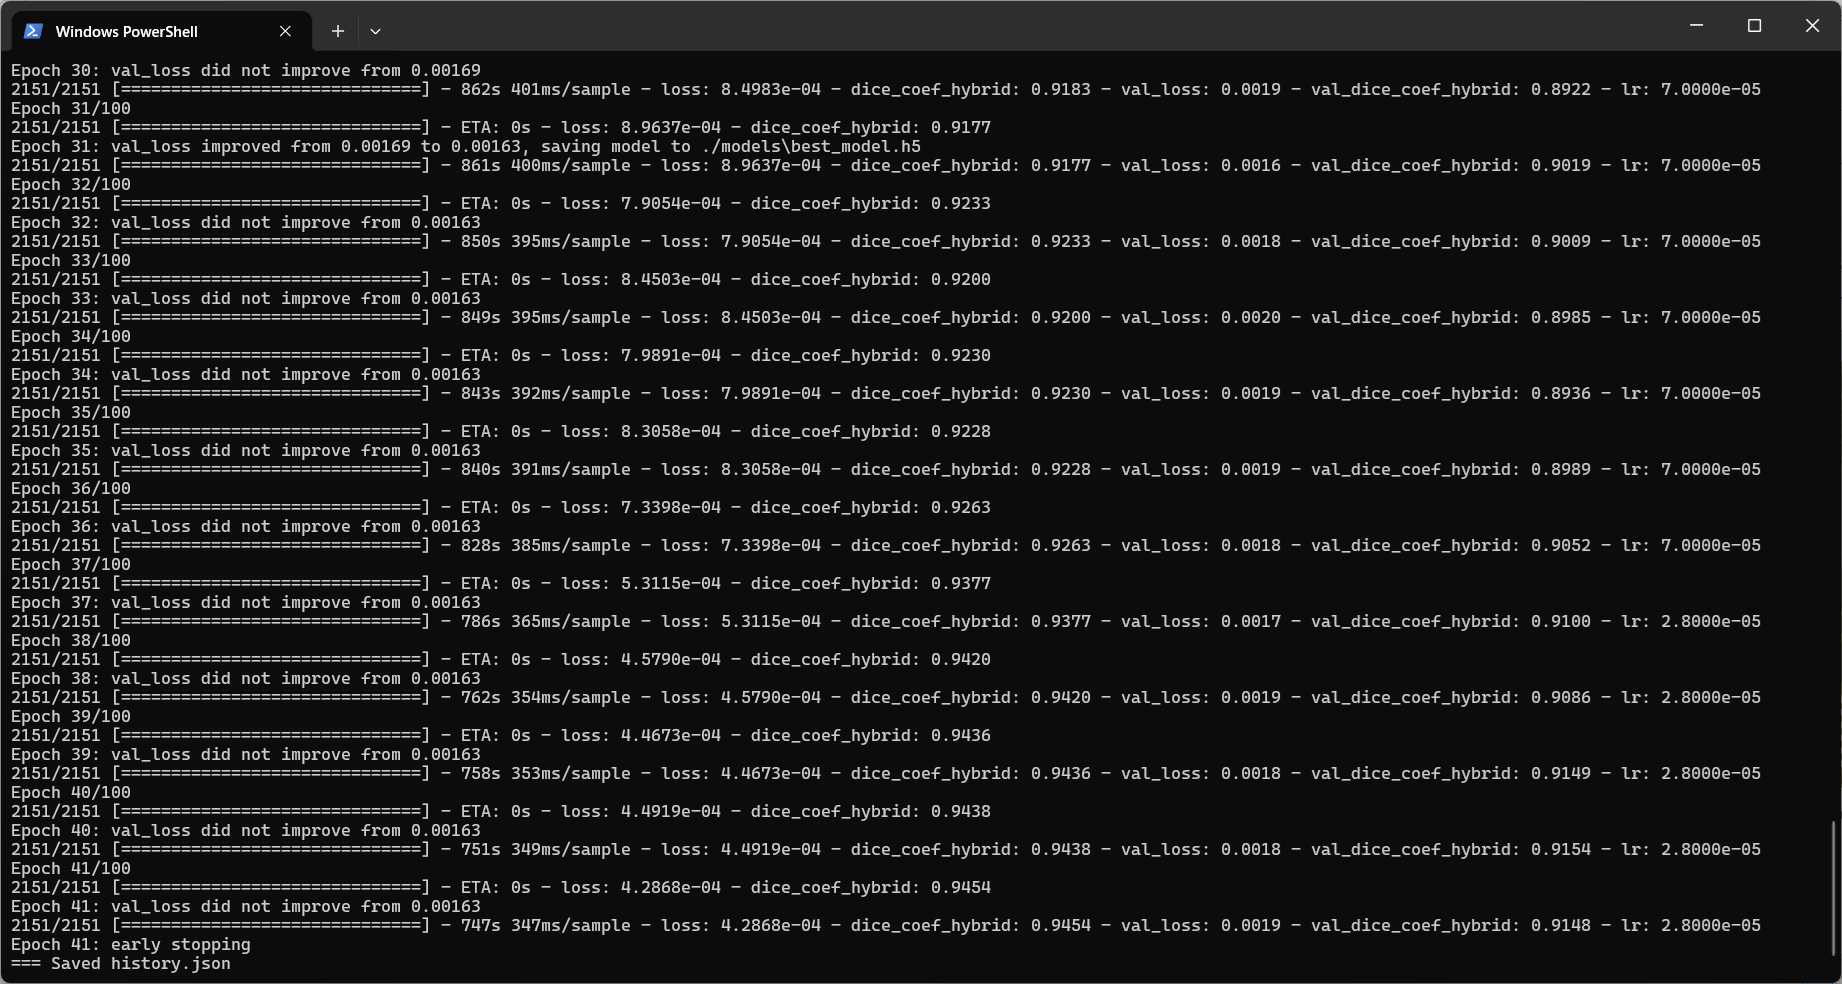 Windows PowerShell
Epoch 30: val_loss did not improve from 0.00169
2151/2151 [==============================] - 862s 401ms/sample - loss: 8.4983e-04 - dice_coef_hybrid: 0.9183 - val_loss: 0.0019 - val_dice_coef_hybrid: 0.8922 - lr: 7.0000e-05
Epoch 31/100
2151/2151 [==============================] - ETA: 0s - loss: 8.9637e-04 - dice_coef_hybrid: 0.9177
Epoch 31: val_loss improved from 0.00169 to 0.00163, saving model to ./models\best_model.h5
2151/2151 [==============================] - 861s 400ms/sample - loss: 8.9637e-04 - dice_coef_hybrid: 0.9177 - val_loss: 0.0016 - val_dice_coef_hybrid: 0.9019 - lr: 7.0000e-05
Epoch 32/100
2151/2151 [==============================] - ETA: 0s - loss: 7.9054e-04 - dice_coef_hybrid: 0.9233
Epoch 32: val_loss did not improve from 0.00163
2151/2151 [==============================] - 850s 395ms/sample - loss: 7.9054e-04 - dice_coef_hybrid: 0.9233 - val_loss: 0.0018 - val_dice_coef_hybrid: 0.9009 - lr: 7.0000e-05
Epoch 33/100
2151/2151 [==============================] - ETA: 0s - loss: 8.4503e-04 - dice_coef_hybrid: 0.9200
Epoch 33: val_loss did not improve from 0.00163
2151/2151 [==============================] - 849s 395ms/sample - loss: 8.4503e-04 - dice_coef_hybrid: 0.9200 - val_loss: 0.0020 - val_dice_coef_hybrid: 0.8985 - lr: 7.0000e-05
Epoch 34/100
2151/2151 [==============================] - ETA: 0s - loss: 7.9891e-04 - dice_coef_hybrid: 0.9230
Epoch 34: val_loss did not improve from 0.00163
2151/2151 [==============================] - 843s 392ms/sample - loss: 7.9891e-04 - dice_coef_hybrid: 0.9230 - val_loss: 0.0019 - val_dice_coef_hybrid: 0.8936 - lr: 7.0000e-05
Epoch 35/100
2151/2151 [==============================] - ETA: 0s - loss: 8.3058e-04 - dice_coef_hybrid: 0.9228
Epoch 35: val_loss did not improve from 0.00163
2151/2151 [==============================] - 840s 391ms/sample - loss: 8.3058e-04 - dice_coef_hybrid: 0.9228 - val_loss: 0.0019 - val_dice_coef_hybrid: 0.8989 - lr: 7.0000e-05
Epoch 36/100
2151/2151 [==============================] - ETA: 0s - loss: 7.3398e-04 - dice_coef_hybrid: 0.9263
Epoch 36: val_loss did not improve from 0.00163
2151/2151 [==============================] - 828s 385ms/sample - loss: 7.3398e-04 - dice_coef_hybrid: 0.9263 - val_loss: 0.0018 - val_dice_coef_hybrid: 0.9052 - lr: 7.0000e-05
Epoch 37/100
2151/2151 [==============================] - ETA: 0s - loss: 5.3115e-04 - dice_coef_hybrid: 0.9377
Epoch 37: val_loss did not improve from 0.00163
2151/2151 [==============================] - 786s 365ms/sample - loss: 5.3115e-04 - dice_coef_hybrid: 0.9377 - val_loss: 0.0017 - val_dice_coef_hybrid: 0.9100 - lr: 2.8000e-05
Epoch 38/100
2151/2151 [==============================] - ETA: 0s - loss: 4.5790e-04 - dice_coef_hybrid: 0.9420
Epoch 38: val_loss did not improve from 0.00163
2151/2151 [==============================] - 762s 354ms/sample - loss: 4.5790e-04 - dice_coef_hybrid: 0.9420 - val_loss: 0.0019 - val_dice_coef_hybrid: 0.9086 - lr: 2.8000e-05
Epoch 39/100
2151/2151 [==============================] - ETA: 0s - loss: 4.4673e-04 - dice_coef_hybrid: 0.9436
Epoch 39: val_loss did not improve from 0.00163
2151/2151 [==============================] - 758s 353ms/sample - loss: 4.4673e-04 - dice_coef_hybrid: 0.9436 - val_loss: 0.0018 - val_dice_coef_hybrid: 0.9149 - lr: 2.8000e-05
Epoch 40/100
2151/2151 [==============================] - ETA: 0s - loss: 4.4919e-04 - dice_coef_hybrid: 0.9438
Epoch 40: val_loss did not improve from 0.00163
2151/2151 [==============================] - 751s 349ms/sample - loss: 4.4919e-04 - dice_coef_hybrid: 0.9438 - val_loss: 0.0018 - val_dice_coef_hybrid: 0.9154 - lr: 2.8000e-05
Epoch 41/100
2151/2151 [==============================] - ETA: 0s - loss: 4.2868e-04 - dice_coef_hybrid: 0.9454
Epoch 41: val_loss did not improve from 0.00163
2151/2151 [==============================] - 747s 347ms/sample - loss: 4.2868e-04 - dice_coef_hybrid: 0.9454 - val_loss: 0.0019 - val_dice_coef_hybrid: 0.9148 - lr: 2.8000e-05
Epoch 41: early stopping
=== Saved history.json